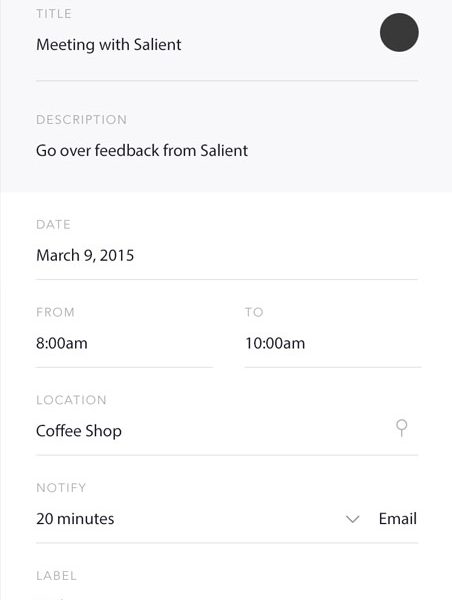 TITLE
Meeting with Salient
DESCRIPTION
Go over feedback from Salient
DATE
March 9, 2015
FROM TO
8:00am 10:00am
LOCATION
Coffee Shop
NOTIFY
20 minutes Email
LABEL